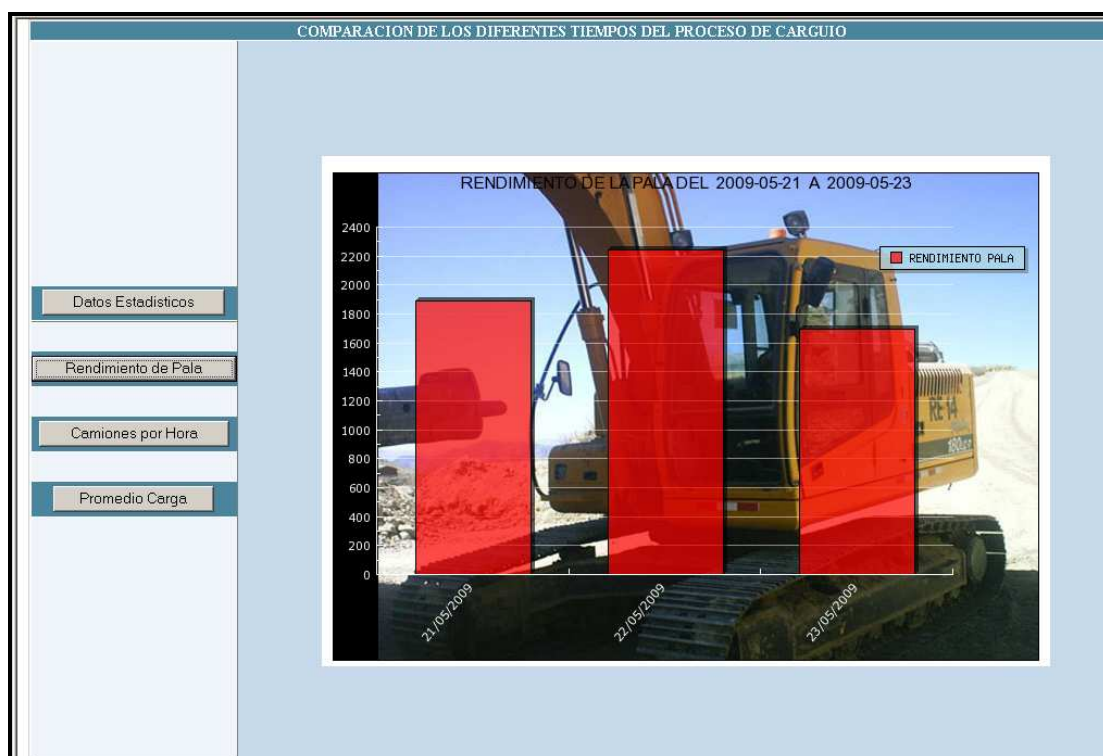 COMPARACION DE LOS DIFERENTES TIEMPOS DEL PROCESO DE CARGUIO
Datos Estadisticos
Rendimiento de Pala
Camiones por Hora
Promedio Carga
RENDIMIENTO DE LA PALA DEL 2009-05-21 A 2009-05-23
RENDIMIENTO PALA
2400
2200
2000
1800
1600
1400
1200
1000
800
600
400
200
0
21/05/2009
22/05/2009
23/05/2009
RE 14